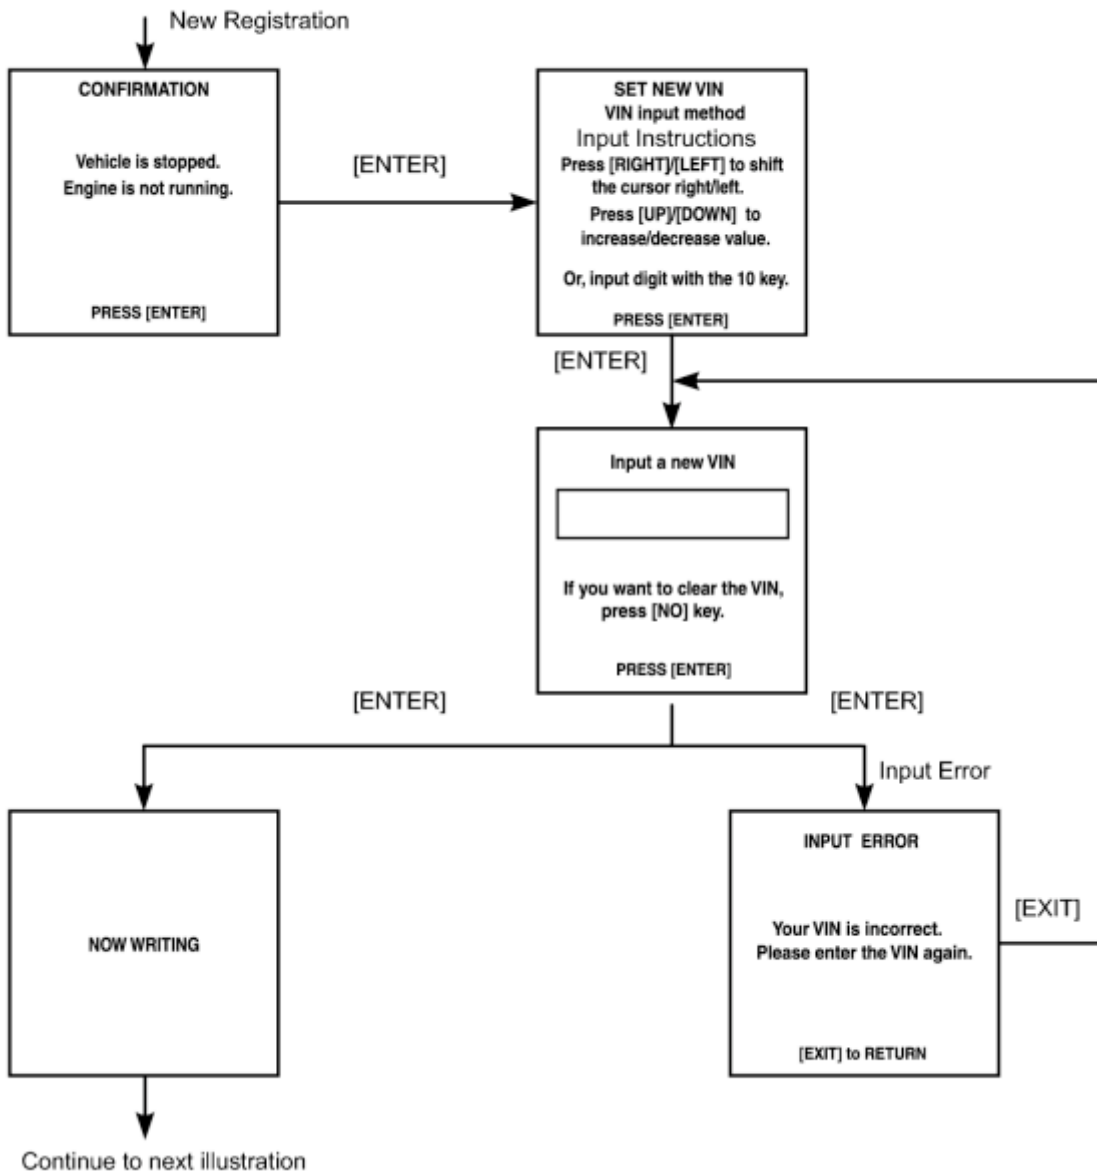 New Registration
CONFIRMATION
Vehicle is stopped.
Engine is not running.
PRESS [ENTER]
[ENTER]
SET NEW VIN
VIN input method
Input Instructions
Press [RIGHT]/[LEFT] to shift
the cursor right/left.
Press [UP]/[DOWN] to
increase/decrease value.
Or, input digit with the 10 key.
PRESS [ENTER]
[ENTER]
Input a new VIN
If you want to clear the VIN,
press [NO] key.
PRESS [ENTER]
[ENTER]
[ENTER]
Input Error
NOW WRITING
INPUT ERROR
Your VIN is incorrect.
Please enter the VIN again.
[EXIT] to RETURN
[EXIT]
Continue to next illustration